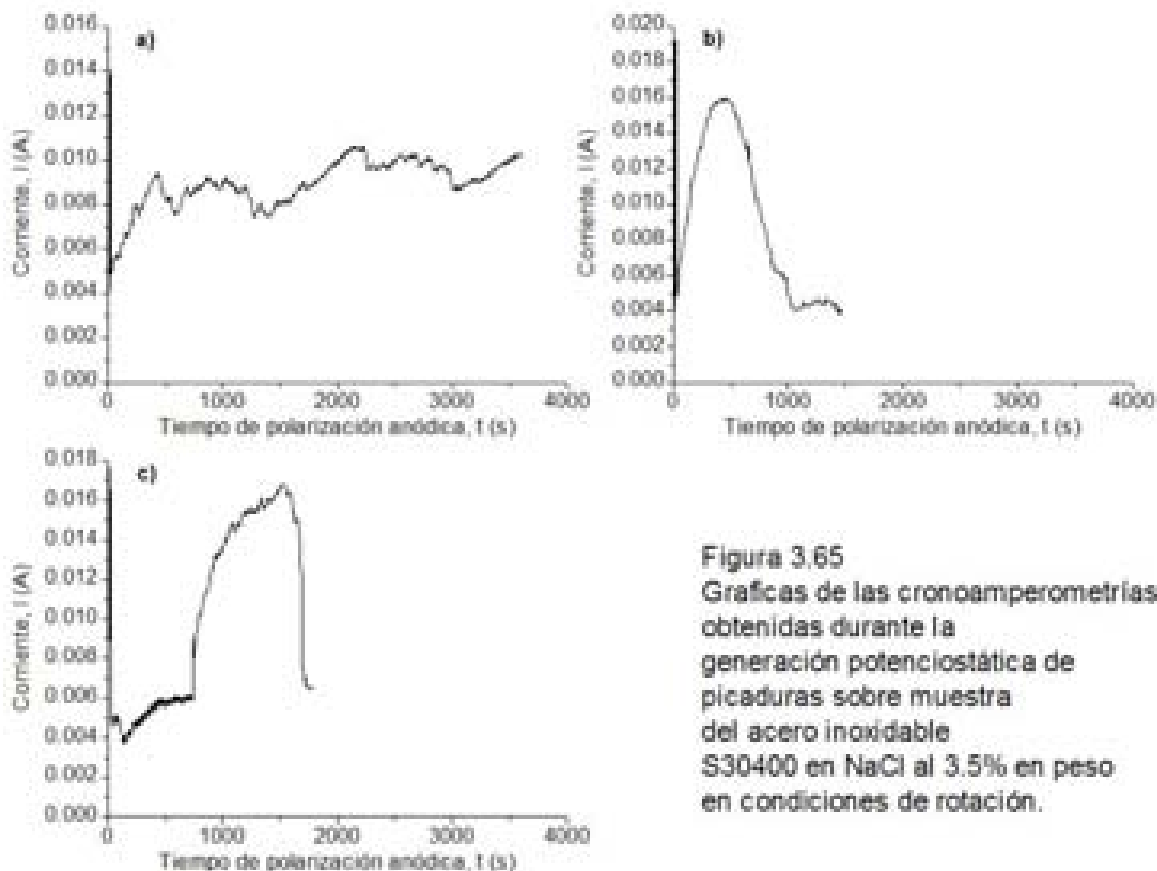 a)
0.016
0.014
0.012
0.010
0.008
0.006
0.004
0.002
0.000
Corriente, I (A)
0 1000 2000 3000 4000
Tiempo de polarización anódica, t (s)
b)
0.020
0.018
0.016
0.014
0.012
0.010
0.008
0.006
0.004
0.002
0.000
Corriente, I (A)
0 1000 2000 3000 4000
Tiempo de polarización anódica, t (s)
c)
0.018
0.016
0.014
0.012
0.010
0.008
0.006
0.004
0.002
0.000
Corriente, I (A)
0 1000 2000 3000 4000
Tiempo de polarización anódica, t (s)
Figura 3.65
Graficas de las cronoamperometrías
obtenidas durante la
generación potenciostática de
picaduras sobre muestra
del acero inoxidable
S30400 en NaCl al 3.5% en peso
en condiciones de rotación.